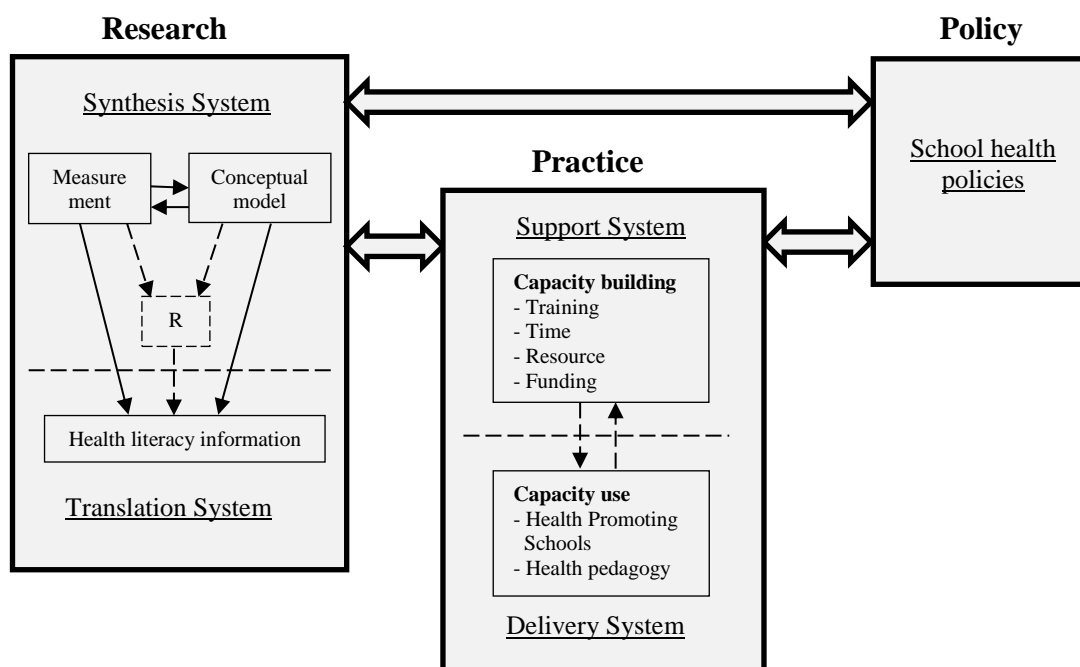 Research
Synthesis System
Measure
ment
Conceptual
model
R
Health literacy information
Translation System
Practice
Support System
Capacity building
- Training
- Time
- Resource
- Funding
Capacity use
- Health Promoting
Schools
- Health pedagogy
Delivery System
Policy
School health
policies